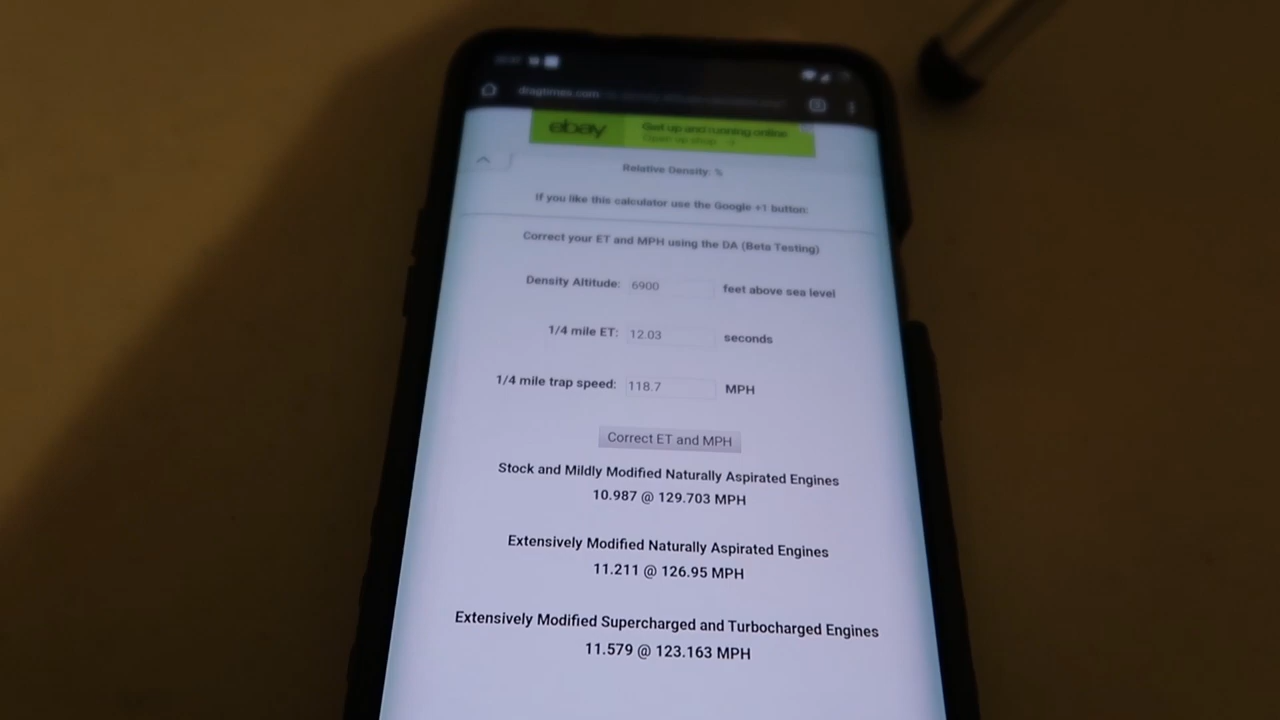 dragtimes.com
ebay
Get up and running online
Open up shop
Relative Density: %
If you like this calculator use the Google +1 button:
Correct your ET and MPH using the DA (Beta Testing)
Density Altitude: 6900 feet above sea level
1/4 mile ET: 12.03 seconds
1/4 mile trap speed: 118.7 MPH
Correct ET and MPH
Stock and Mildly Modified Naturally Aspirated Engines
10.987 @ 129.703 MPH
Extensively Modified Naturally Aspirated Engines
11.211 @ 126.95 MPH
Extensively Modified Supercharged and Turbocharged Engines
11.579 @ 123.163 MPH